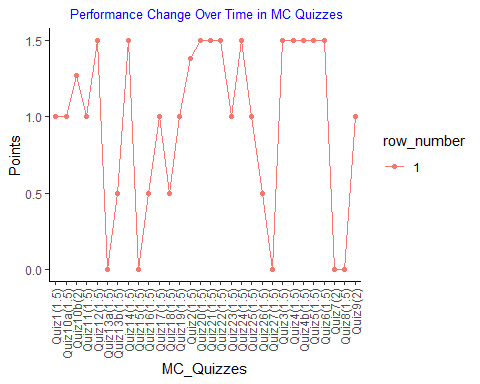 Performance Change Over Time in MC Quizzes
Points
1.5
1.0
0.5
0.0
Quiz1(1.5)
Quiz10a(1.5)
Quiz10b(2)
Quiz11(1.5)
Quiz12(1.5)
Quiz13a(1.5)
Quiz13b(1.5)
Quiz14(1.5)
Quiz15(1.5)
Quiz16(1.5)
Quiz17(1.5)
Quiz18(1.5)
Quiz19(1.5)
Quiz2(1.5)
Quiz20(1.5)
Quiz21(1.5)
Quiz22(1.5)
Quiz23(1.5)
Quiz24(1.5)
Quiz25(1.5)
Quiz26(1.5)
Quiz27(1.5)
Quiz3(1.5)
Quiz4a(1.5)
Quiz4b(1.5)
Quiz5(1.5)
Quiz6(1.5)
Quiz7(2)
Quiz8(1.5)
Quiz9(2)
MC_Quizzes
row_number
1